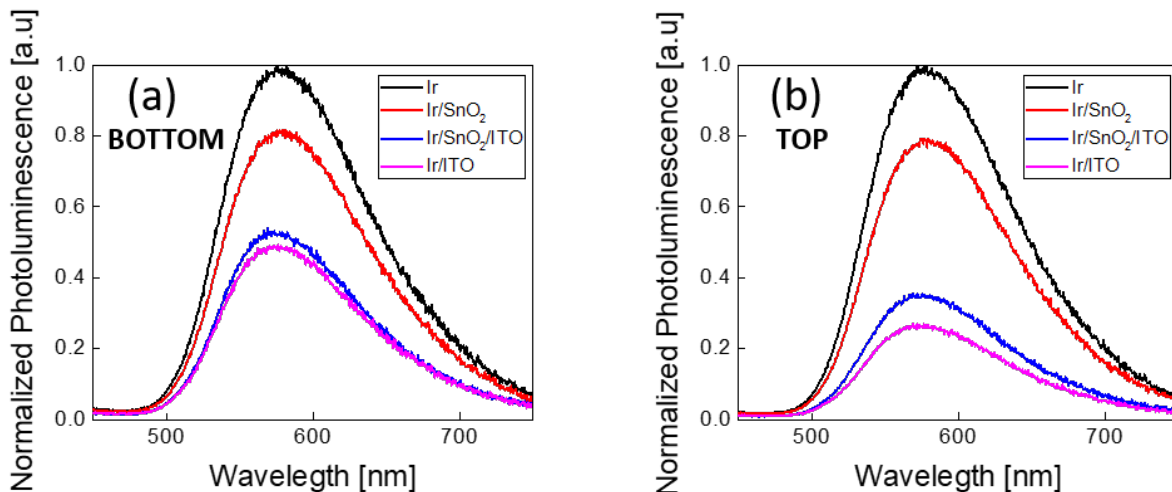 Normalized Photoluminescence [a.u]
1.0
0.8
0.6
0.4
0.2
0.0
(a)
BOTTOM
Ir
Ir/SnO₂
Ir/SnO₂/ITO
Ir/ITO
500
600
700
Wavelegth [nm]
Normalized Photoluminescence [a.u]
1.0
0.8
0.6
0.4
0.2
0.0
(b)
TOP
Ir
Ir/SnO₂
Ir/SnO₂/ITO
Ir/ITO
500
600
700
Wavelegth [nm]